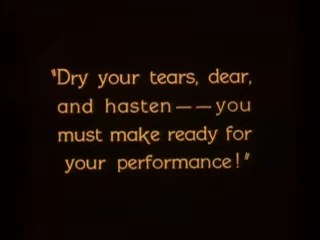 "Dry your tears, dear,
and hasten——you
must make ready for
your performance!"